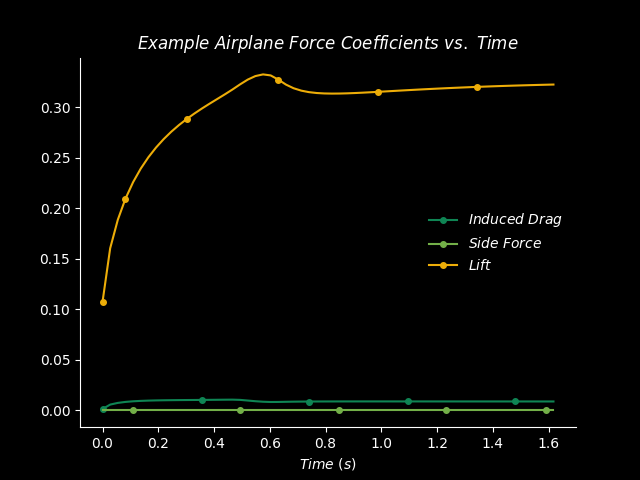 Example Airplane Force Coefficients vs. Time
0.30
0.25
0.20
0.15
0.10
0.05
0.00
Induced Drag
Side Force
Lift
0.0 0.2 0.4 0.6 0.8 1.0 1.2 1.4 1.6
Time (s)